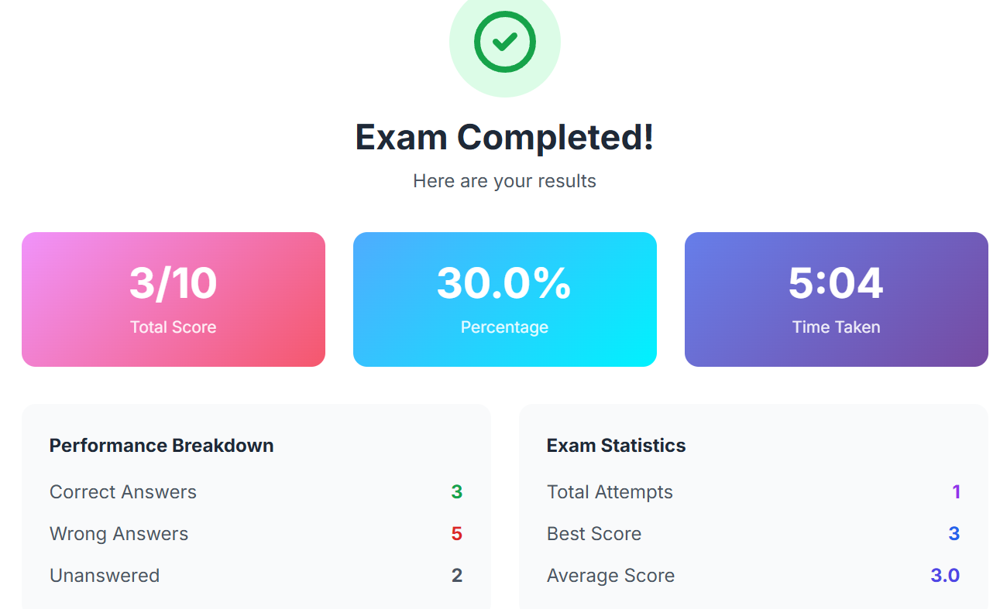 Exam Completed!
Here are your results
3/10
Total Score
30.0%
Percentage
5:04
Time Taken
Performance Breakdown
Correct Answers 3
Wrong Answers 5
Unanswered 2
Exam Statistics
Total Attempts 1
Best Score 3
Average Score 3.0